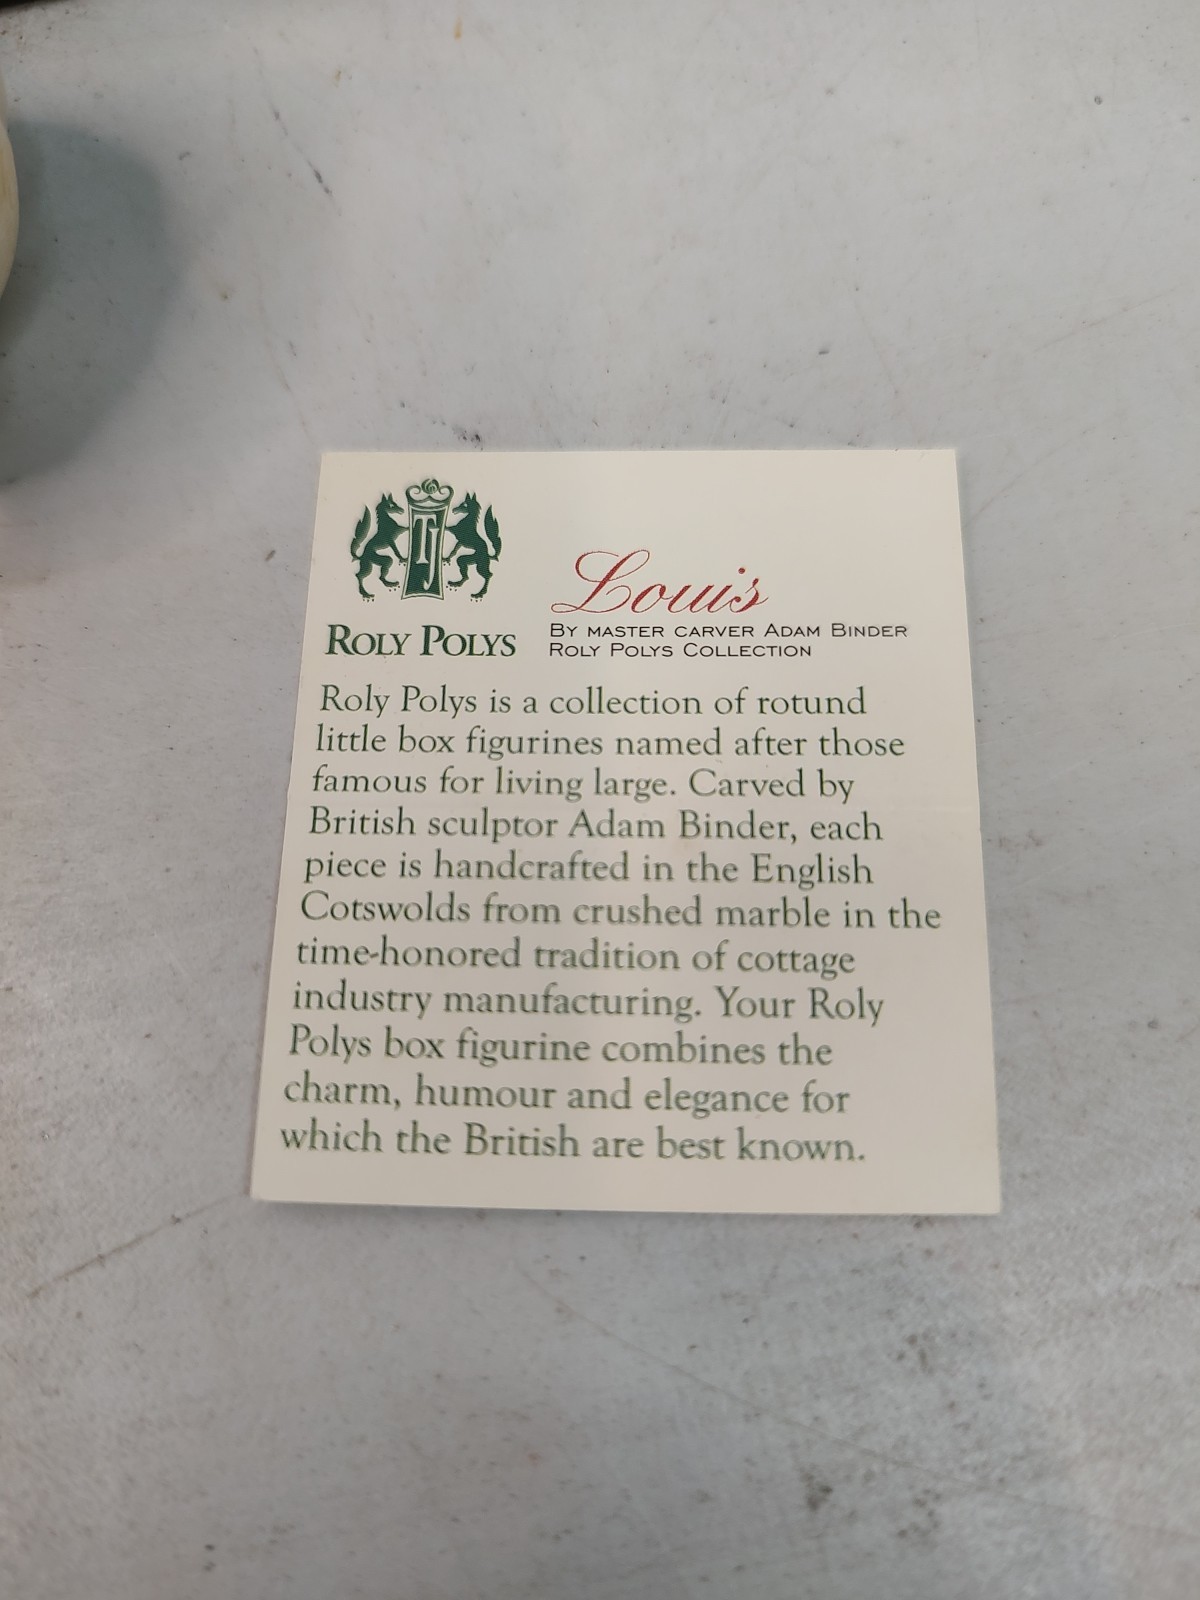 TJ
ROLY POLYS
Louis
BY MASTER CARVER ADAM BINDER
ROLY POLYS COLLECTION
Roly Polys is a collection of rotund
little box figurines named after those
famous for living large. Carved by
British sculptor Adam Binder, each
piece is handcrafted in the English
Cotswolds from crushed marble in the
time-honored tradition of cottage
industry manufacturing. Your Roly
Polys box figurine combines the
charm, humour and elegance for
which the British are best known.